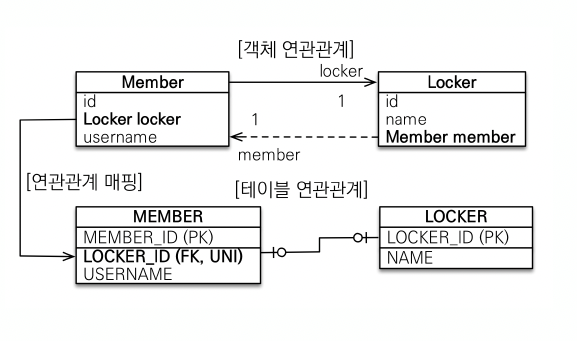 [객체 연관관계]
locker
Member
Locker
id
Locker locker
username
1
1
id
name
Member member
member
[연관관계 매핑]
[테이블 연관관계]
MEMBER
MEMBER_ID (PK)
LOCKER_ID (FK, UNI)
USERNAME
LOCKER
LOCKER_ID (PK)
NAME